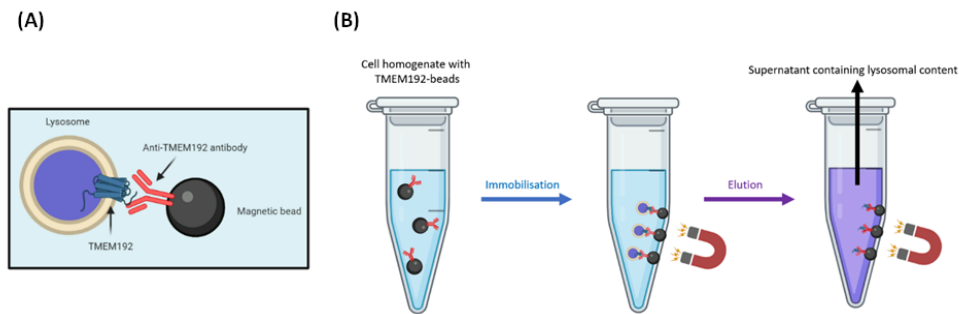 (A)
Lysosome
Anti-TMEM192 antibody
Magnetic bead
TMEM192
(B)
Cell homogenate with
TMEM192-beads
Immobilisation
Elution
Supernatant containing lysosomal content